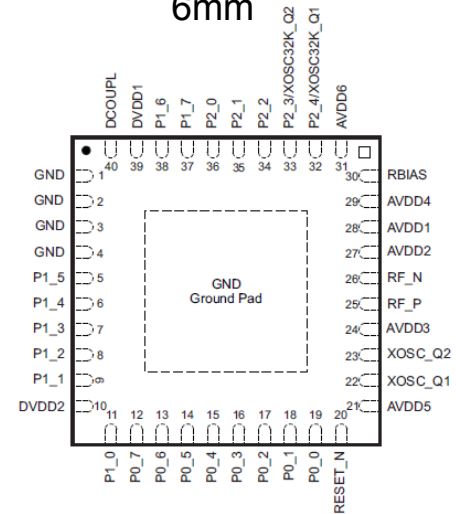 6mm
DCOUPL
DVDD1
P1_6
P1_7
P2_0
P2_1
P2_2
P2_3/XOSC32K_Q2
P2_4/XOSC32K_Q1
AVDD6
40 39 38 37 36 35 34 33 32 31
GND 1
GND 2
GND 3
GND 4
P1_5 5
P1_4 6
P1_3 7
P1_2 8
P1_1 9
DVDD2 10
GND
Ground Pad
30 RBIAS
29 AVDD4
28 AVDD1
27 AVDD2
26 RF_N
25 RF_P
24 AVDD3
23 XOSC_Q2
22 XOSC_Q1
21 AVDD5
11 12 13 14 15 16 17 18 19 20
P1_0
P0_7
P0_6
P0_5
P0_4
P0_3
P0_2
P0_1
P0_0
RESET_N